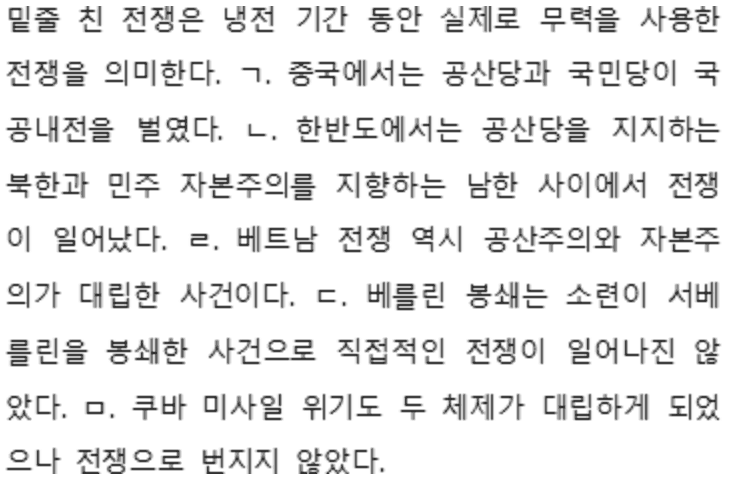 밑줄 친 전쟁은 냉전 기간 동안 실제로 무력을 사용한
전쟁을 의미한다. ㄱ. 중국에서는 공산당과 국민당이 국
공내전을 벌였다. ㄴ. 한반도에서는 공산당을 지지하는
북한과 민주 자본주의를 지향하는 남한 사이에서 전쟁
이 일어났다. ㄹ. 베트남 전쟁 역시 공산주의와 자본주
의가 대립한 사건이다. ㄷ. 베를린 봉쇄는 소련이 서베
를린을 봉쇄한 사건으로 직접적인 전쟁이 일어나진 않
았다. ㅁ. 쿠바 미사일 위기도 두 체제가 대립하게 되었
으나 전쟁으로 번지지 않았다.